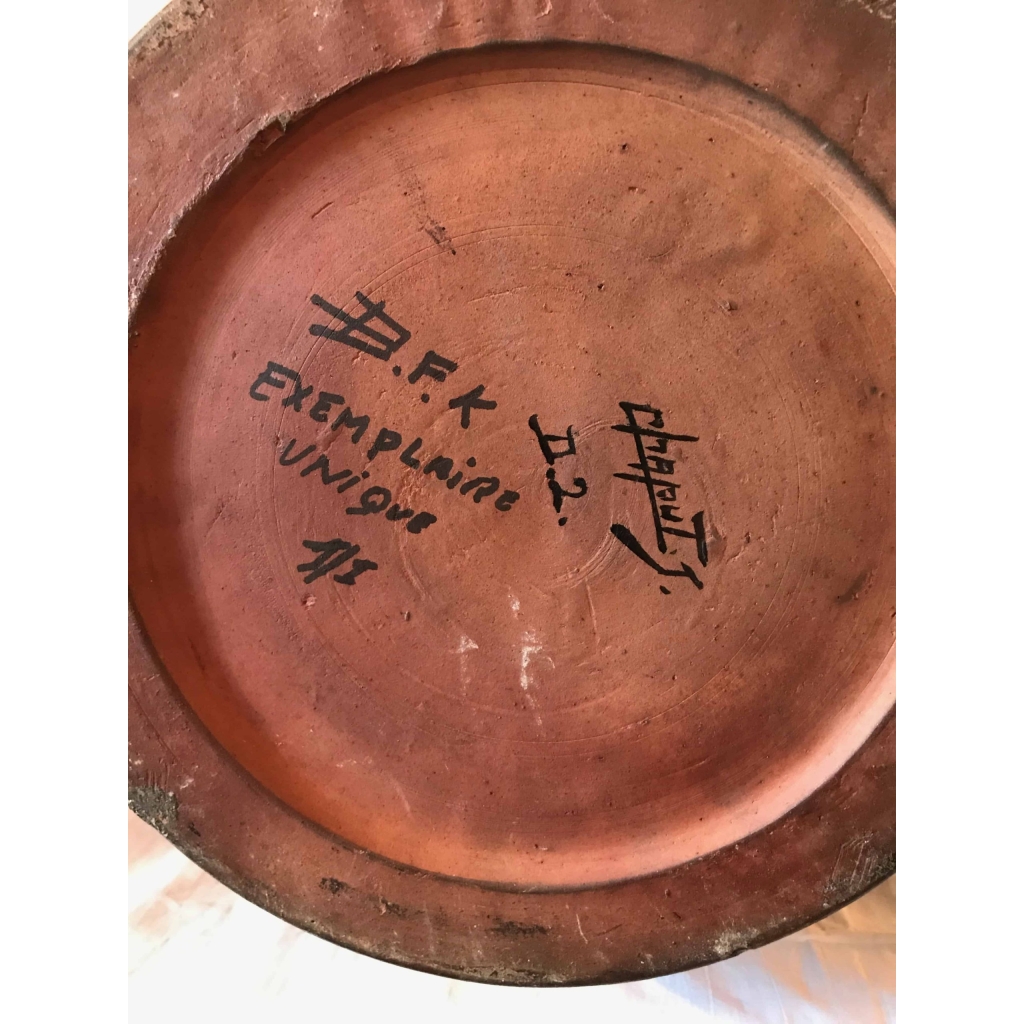 .F.K
EXEMPLAIRE
UNIQUE
1/1
D.2.